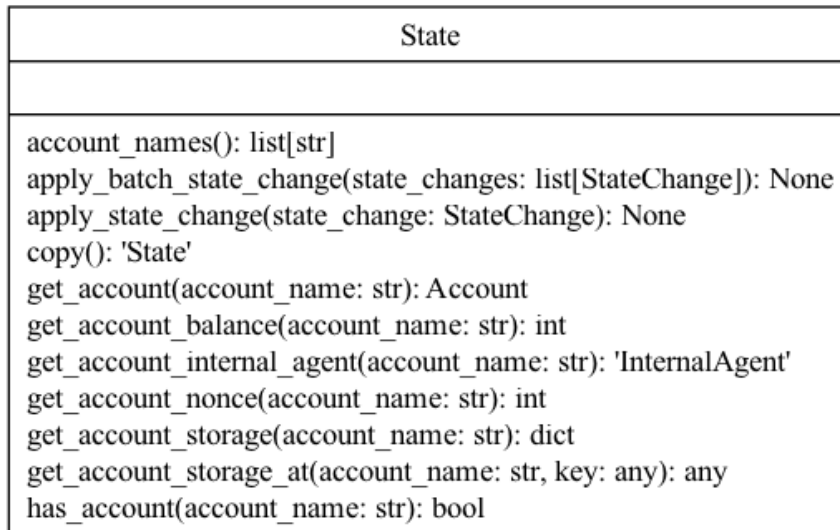 State
account_names(): list[str]
apply_batch_state_change(state_changes: list[StateChange]): None
apply_state_change(state_change: StateChange): None
copy(): 'State'
get_account(account_name: str): Account
get_account_balance(account_name: str): int
get_account_internal_agent(account_name: str): 'InternalAgent'
get_account_nonce(account_name: str): int
get_account_storage(account_name: str): dict
get_account_storage_at(account_name: str, key: any): any
has_account(account_name: str): bool